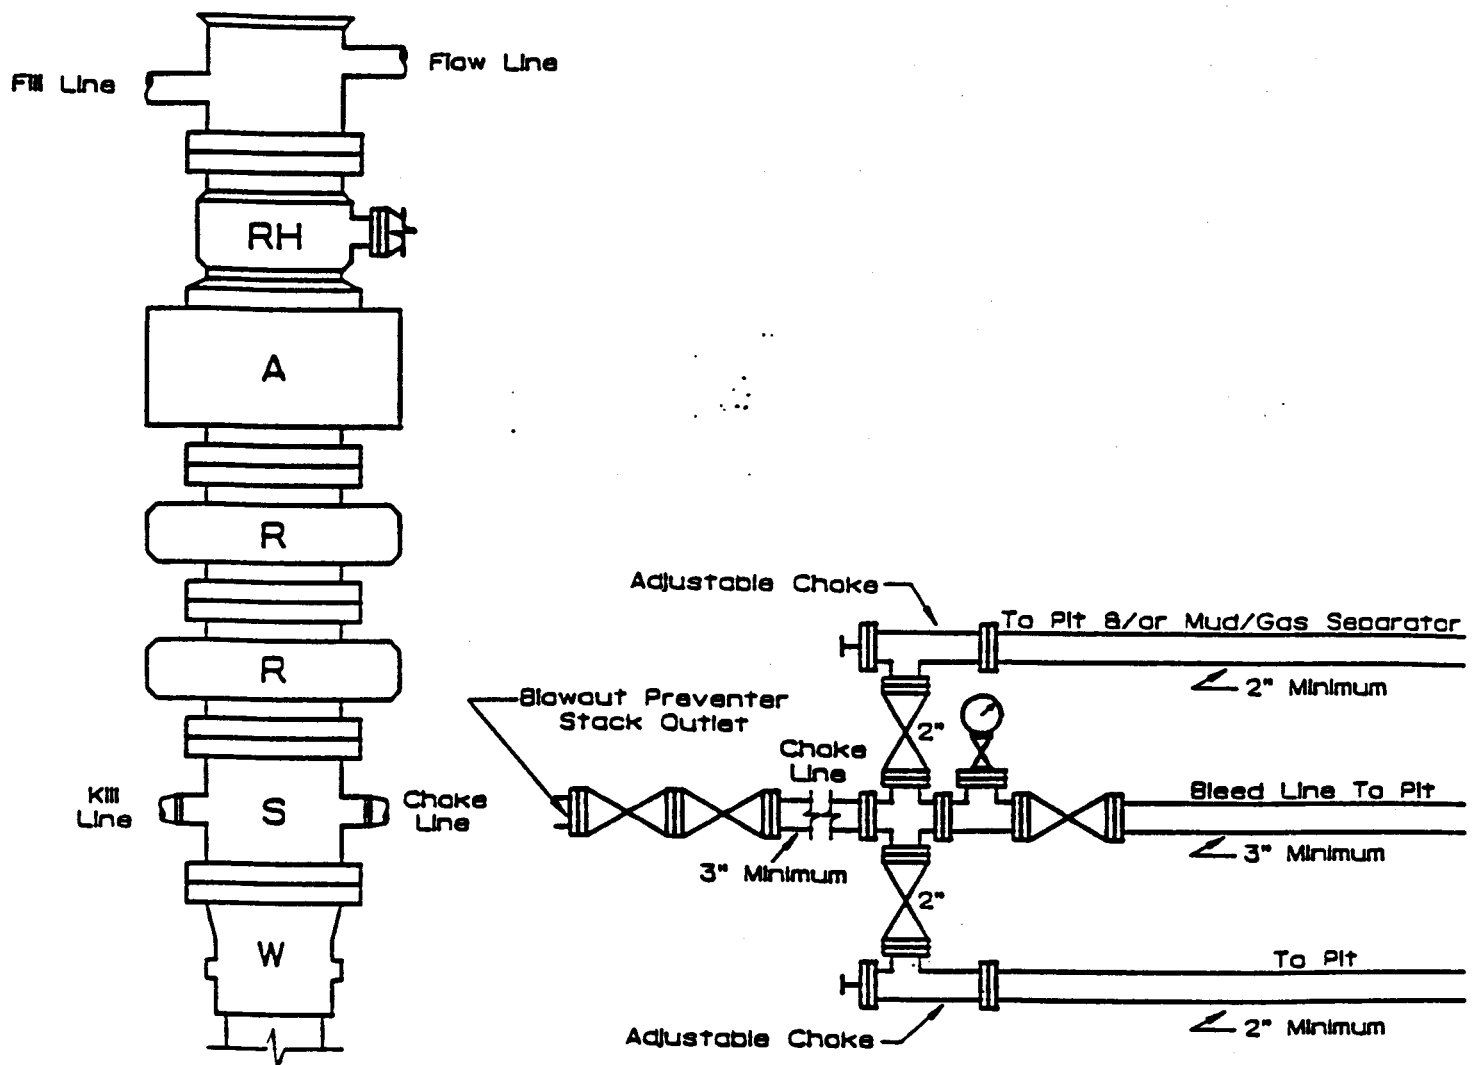 Fill Line
Flow Line
RH
A
R
R
Kill
Line
S
Choke
Line
W
Adjustable Choke
To Pit &/or Mud/Gas Separator
2" Minimum
Blowout Preventer
Stack Outlet
2"
Choke
Line
Bleed Line To Pit
3" Minimum
3" Minimum
2"
To Pit
Adjustable Choke
2" Minimum